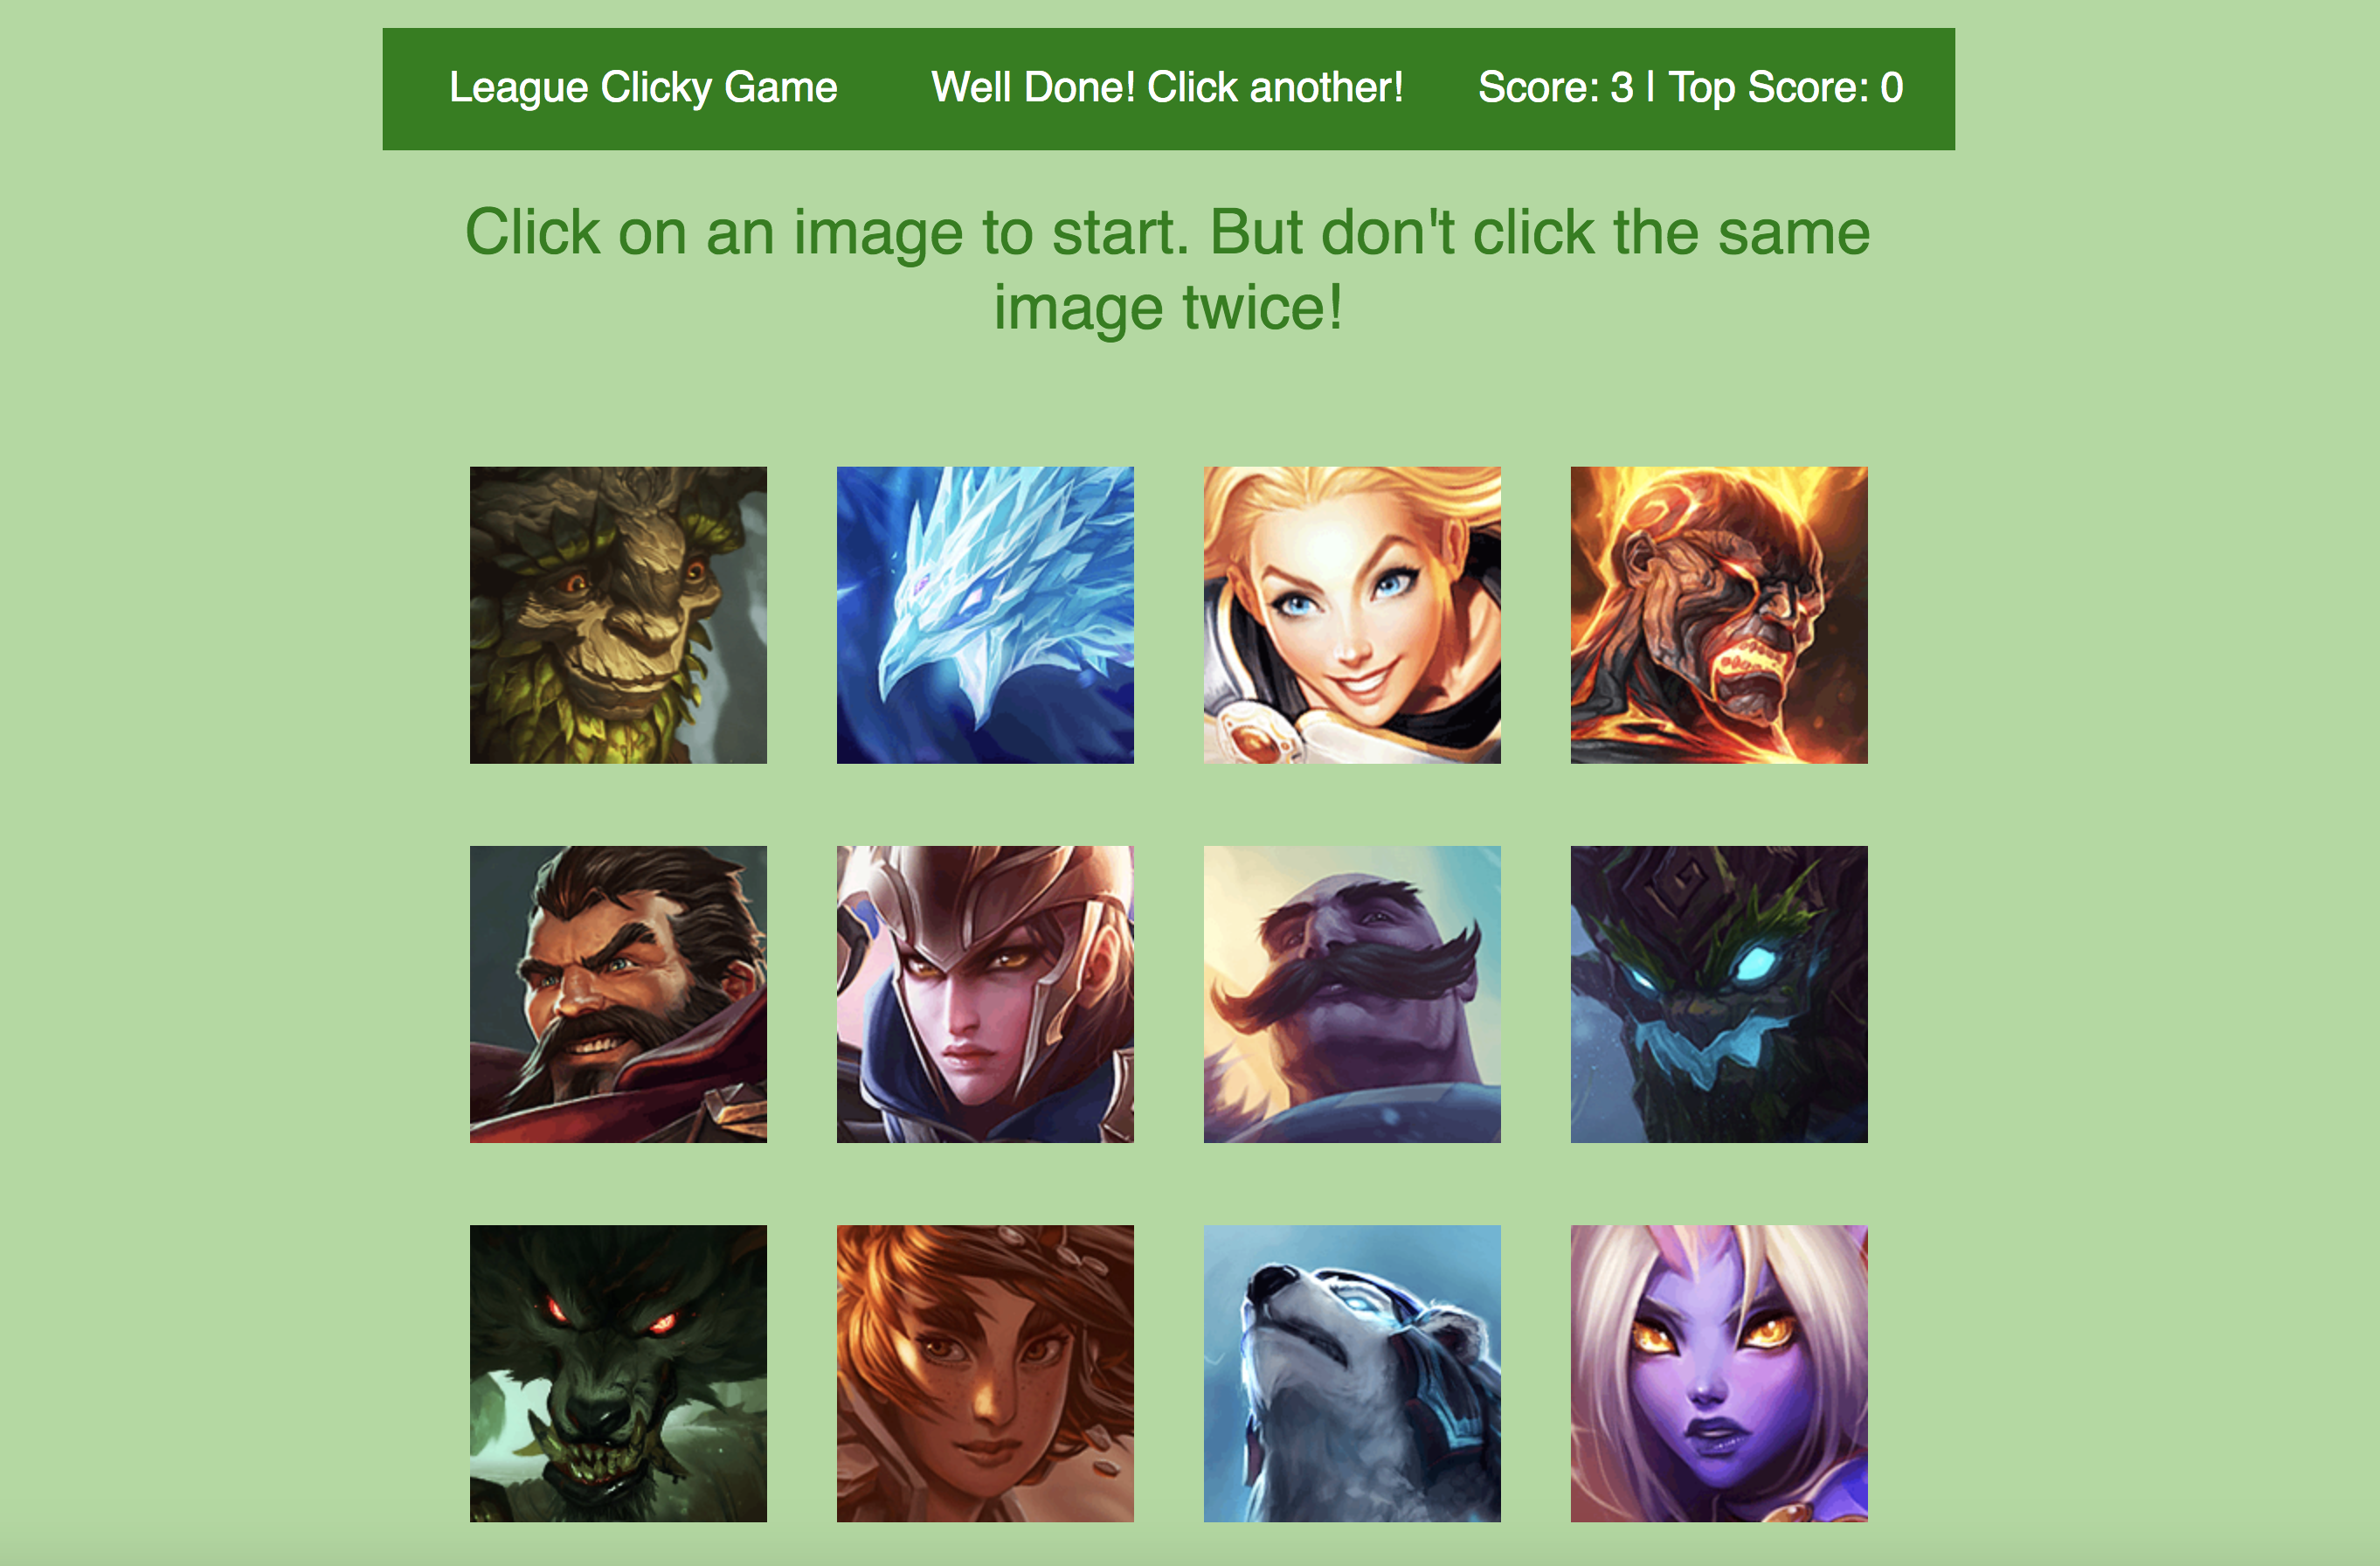 League Clicky Game
Well Done! Click another!
Score: 3 | Top Score: 0
Click on an image to start. But don't click the same
image twice!